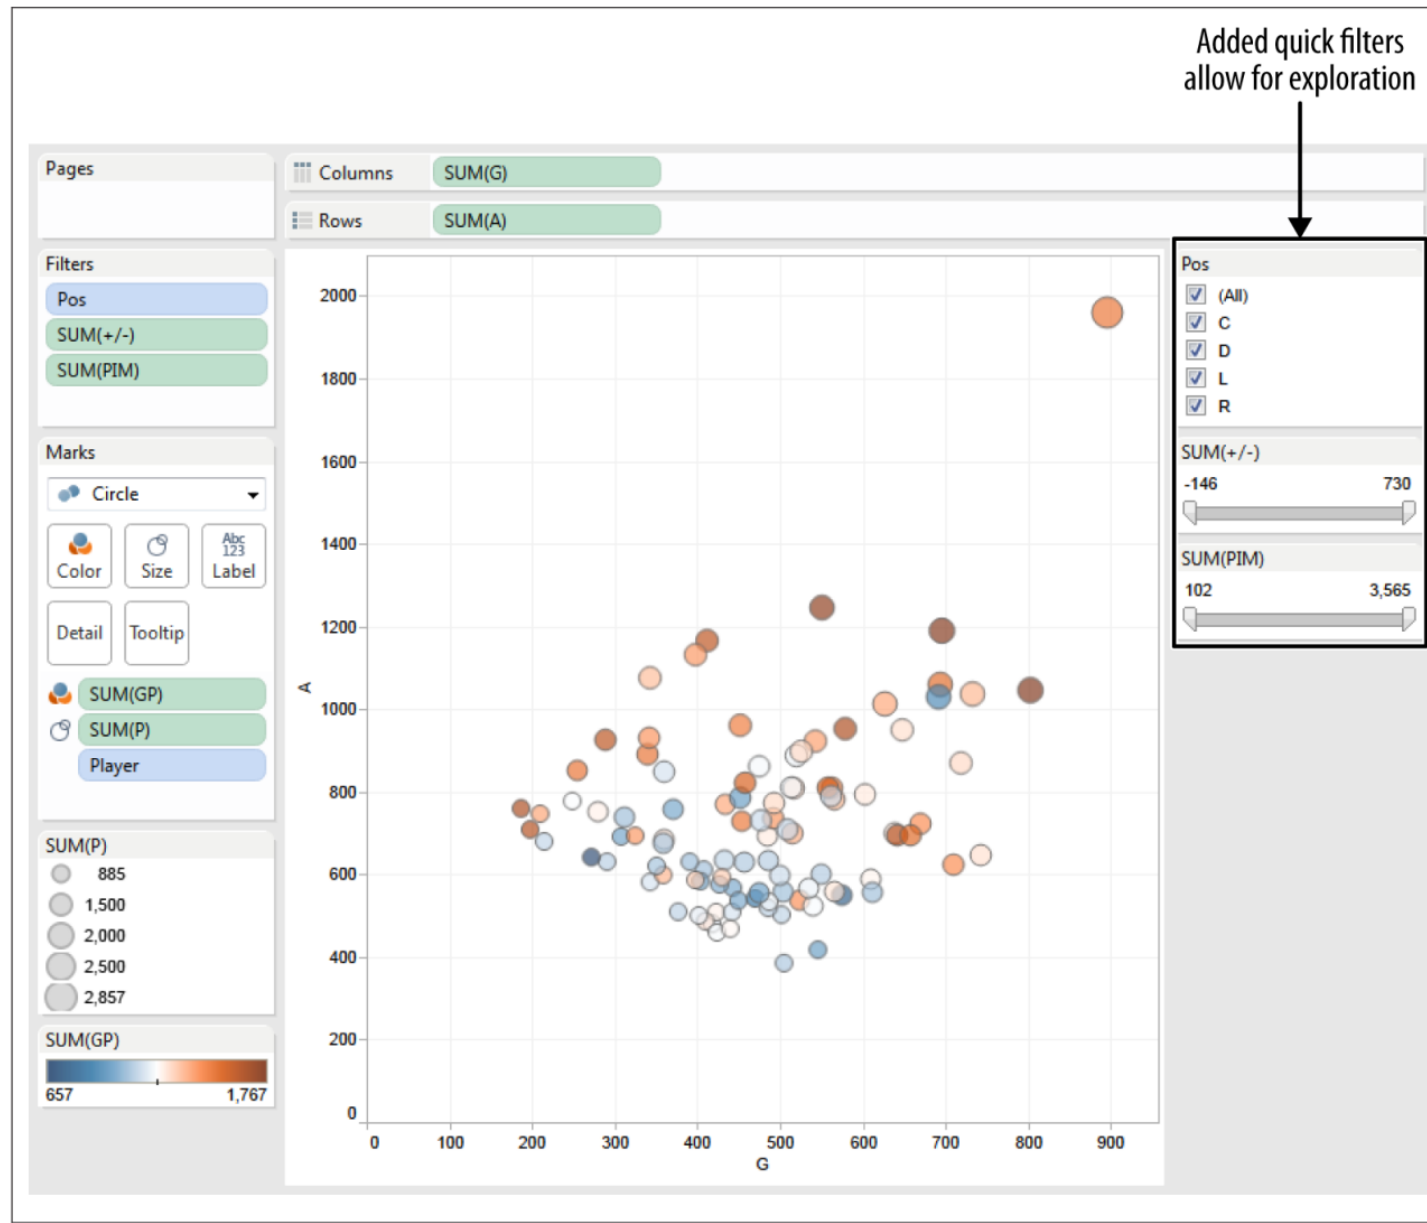 Added quick filters
allow for exploration
Pages
Columns
SUM(G)
Rows
SUM(A)
Filters
Pos
SUM(+/-)
SUM(PIM)
Marks
Circle
Color
Size
Abc
123
Label
Detail
Tooltip
SUM(GP)
SUM(P)
Player
SUM(P)
885
1,500
2,000
2,500
2,857
SUM(GP)
657
1,767
2000
1800
1600
1400
1200
1000
800
600
400
200
0
A
0
100
200
300
400
500
600
700
800
900
G
Pos
(All)
C
D
L
R
SUM(+/-)
-146
730
SUM(PIM)
102
3,565